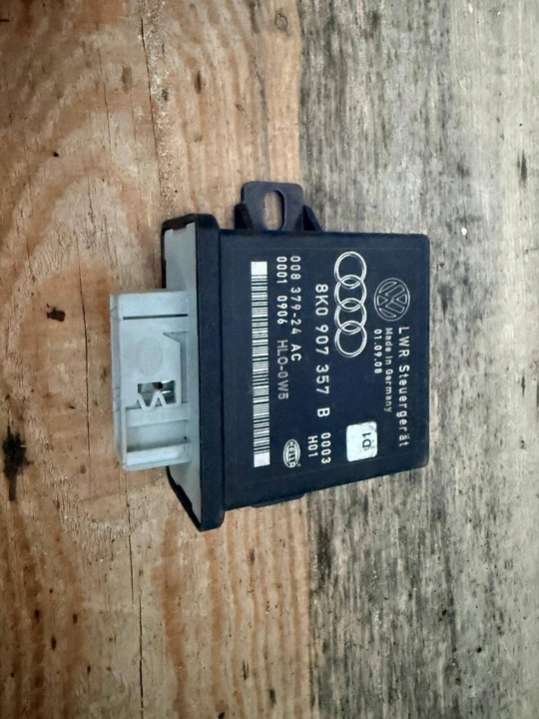 LWR Steuergerät
Made in Germany
01.09.08
8K0 907 357 B
0003
H01
008 379-24 AC
0001 0906 HLO-0W5
HELLA